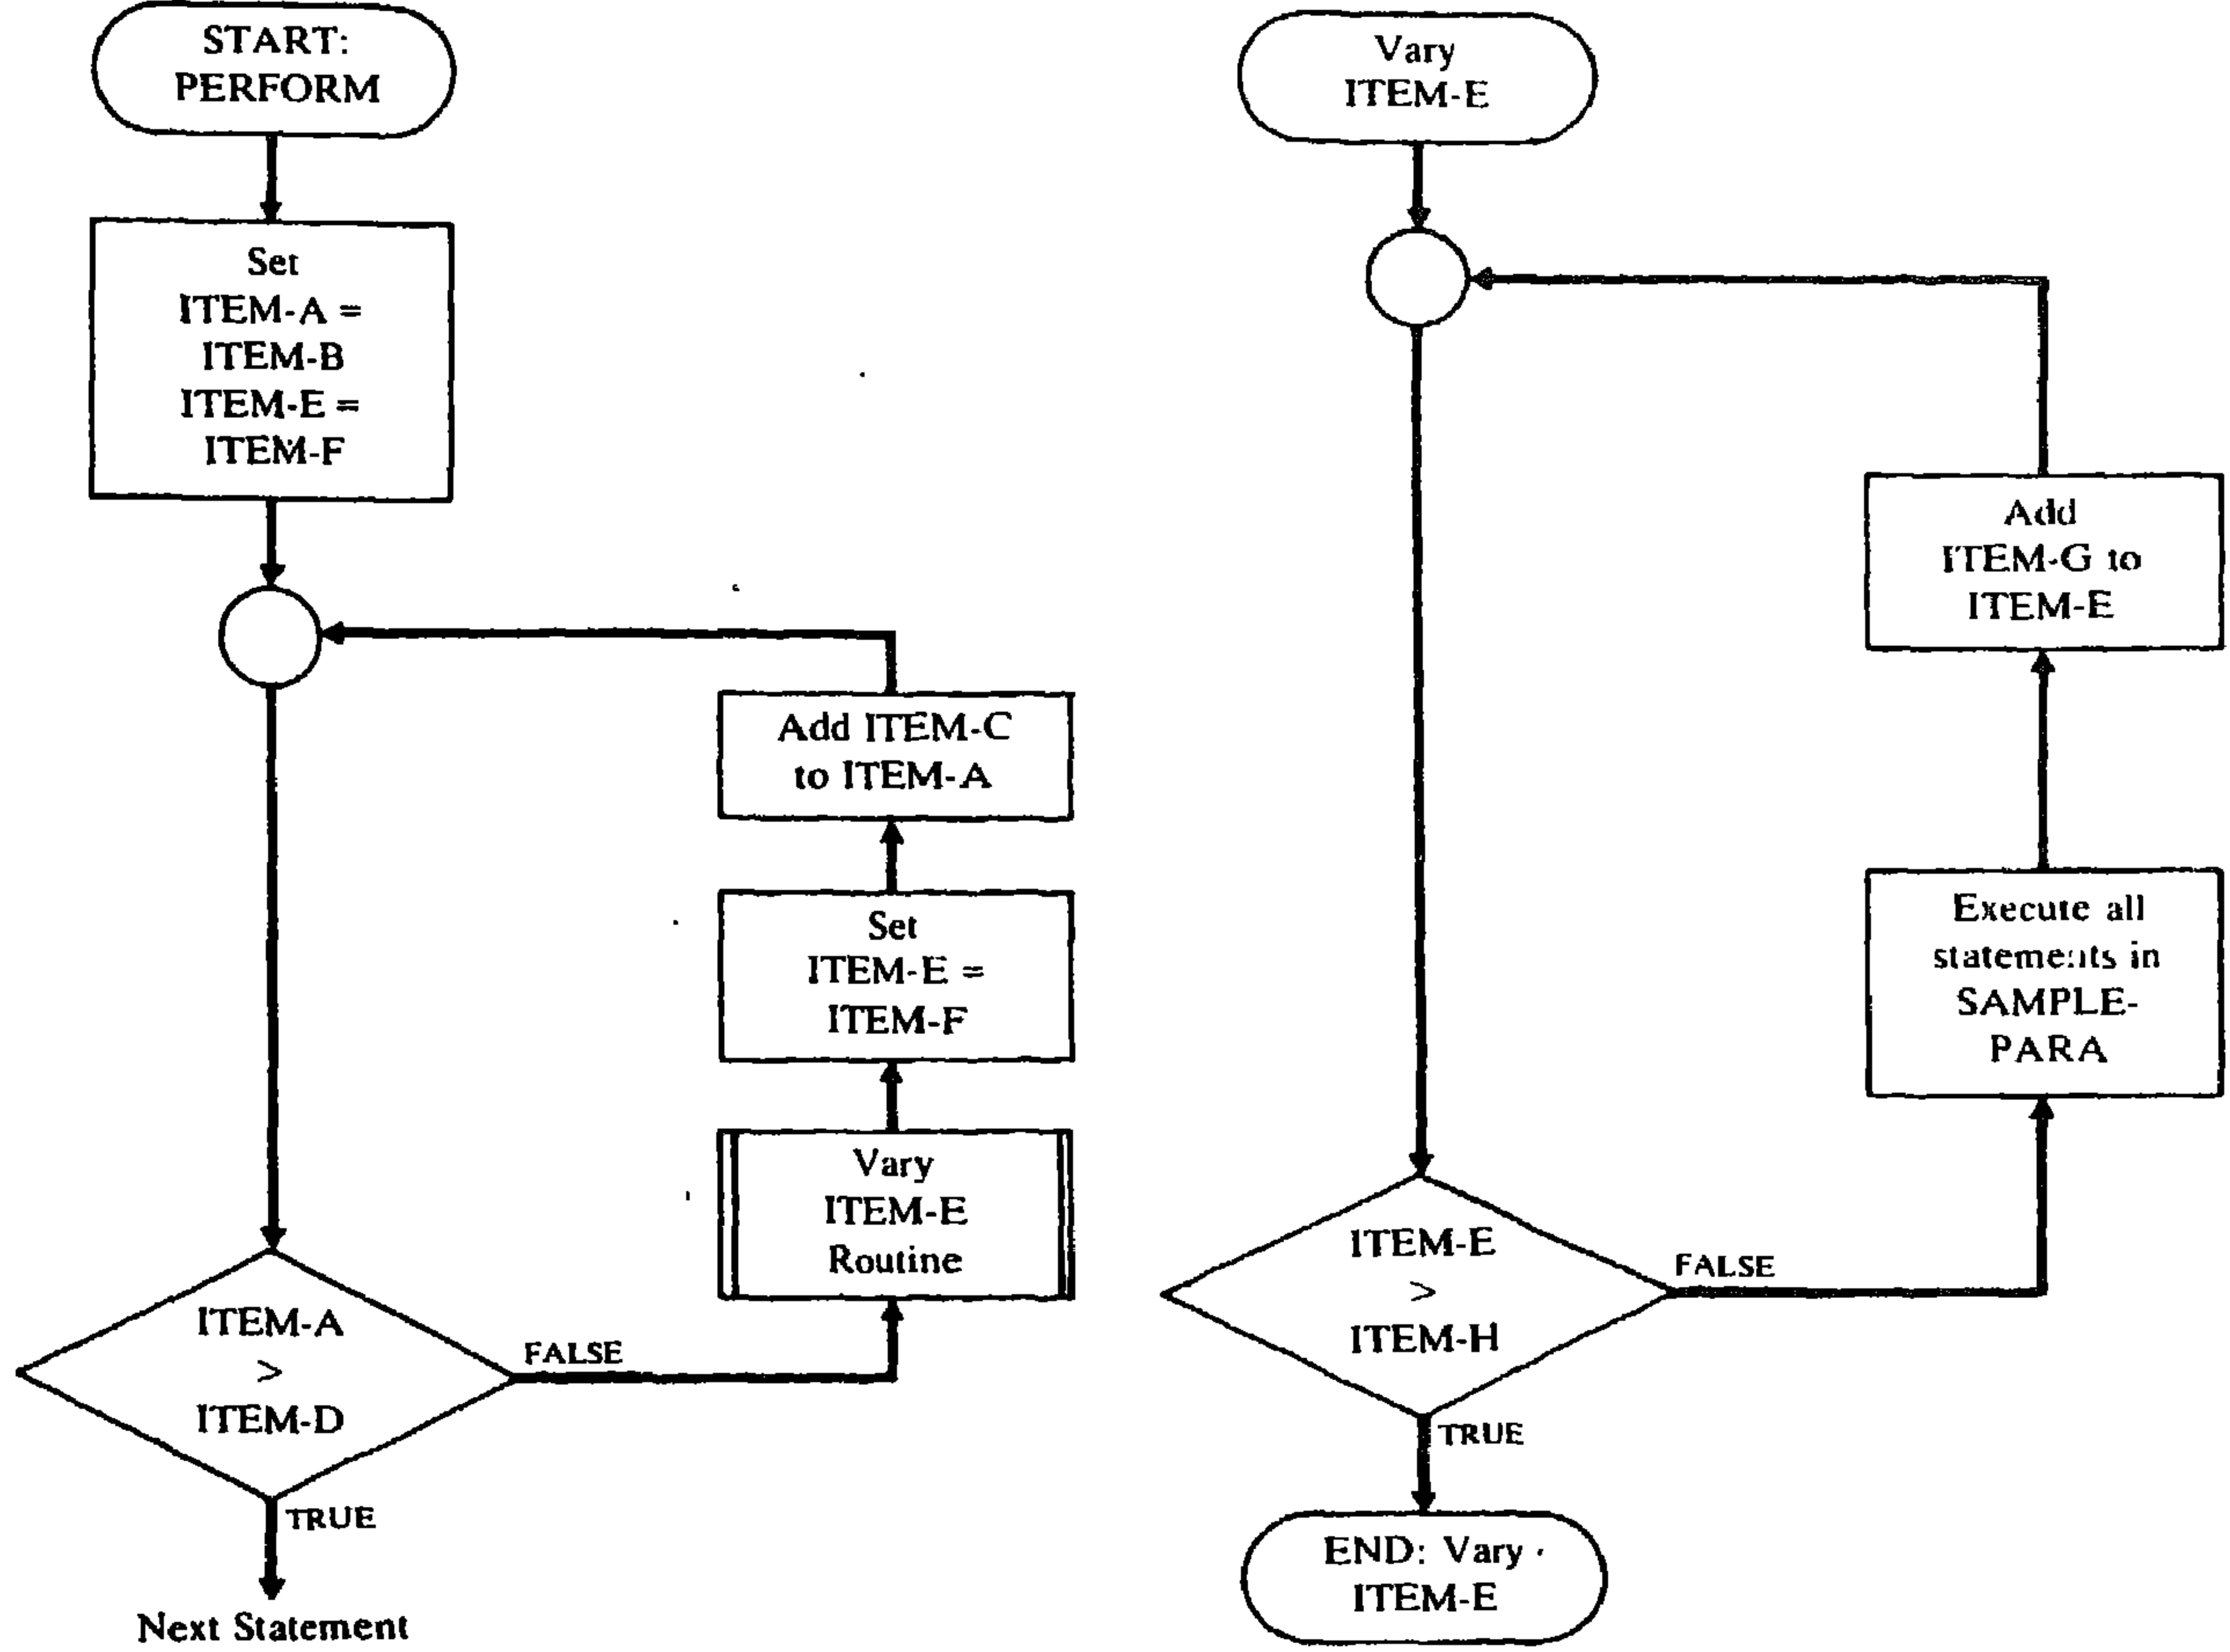 START:
PERFORM
Set
ITEM-A =
ITEM-B
ITEM-E =
ITEM-F
Add ITEM-C
to ITEM-A
Set
ITEM-E =
ITEM-F
Vary
ITEM-E
Routine
ITEM-A
>
ITEM-D
FALSE
TRUE
Next Statement
Vary
ITEM-E
Add
ITEM-G to
ITEM-E
Execute all
statements in
SAMPLE-
PARA
ITEM-E
>
ITEM-H
FALSE
TRUE
END: Vary
ITEM-E